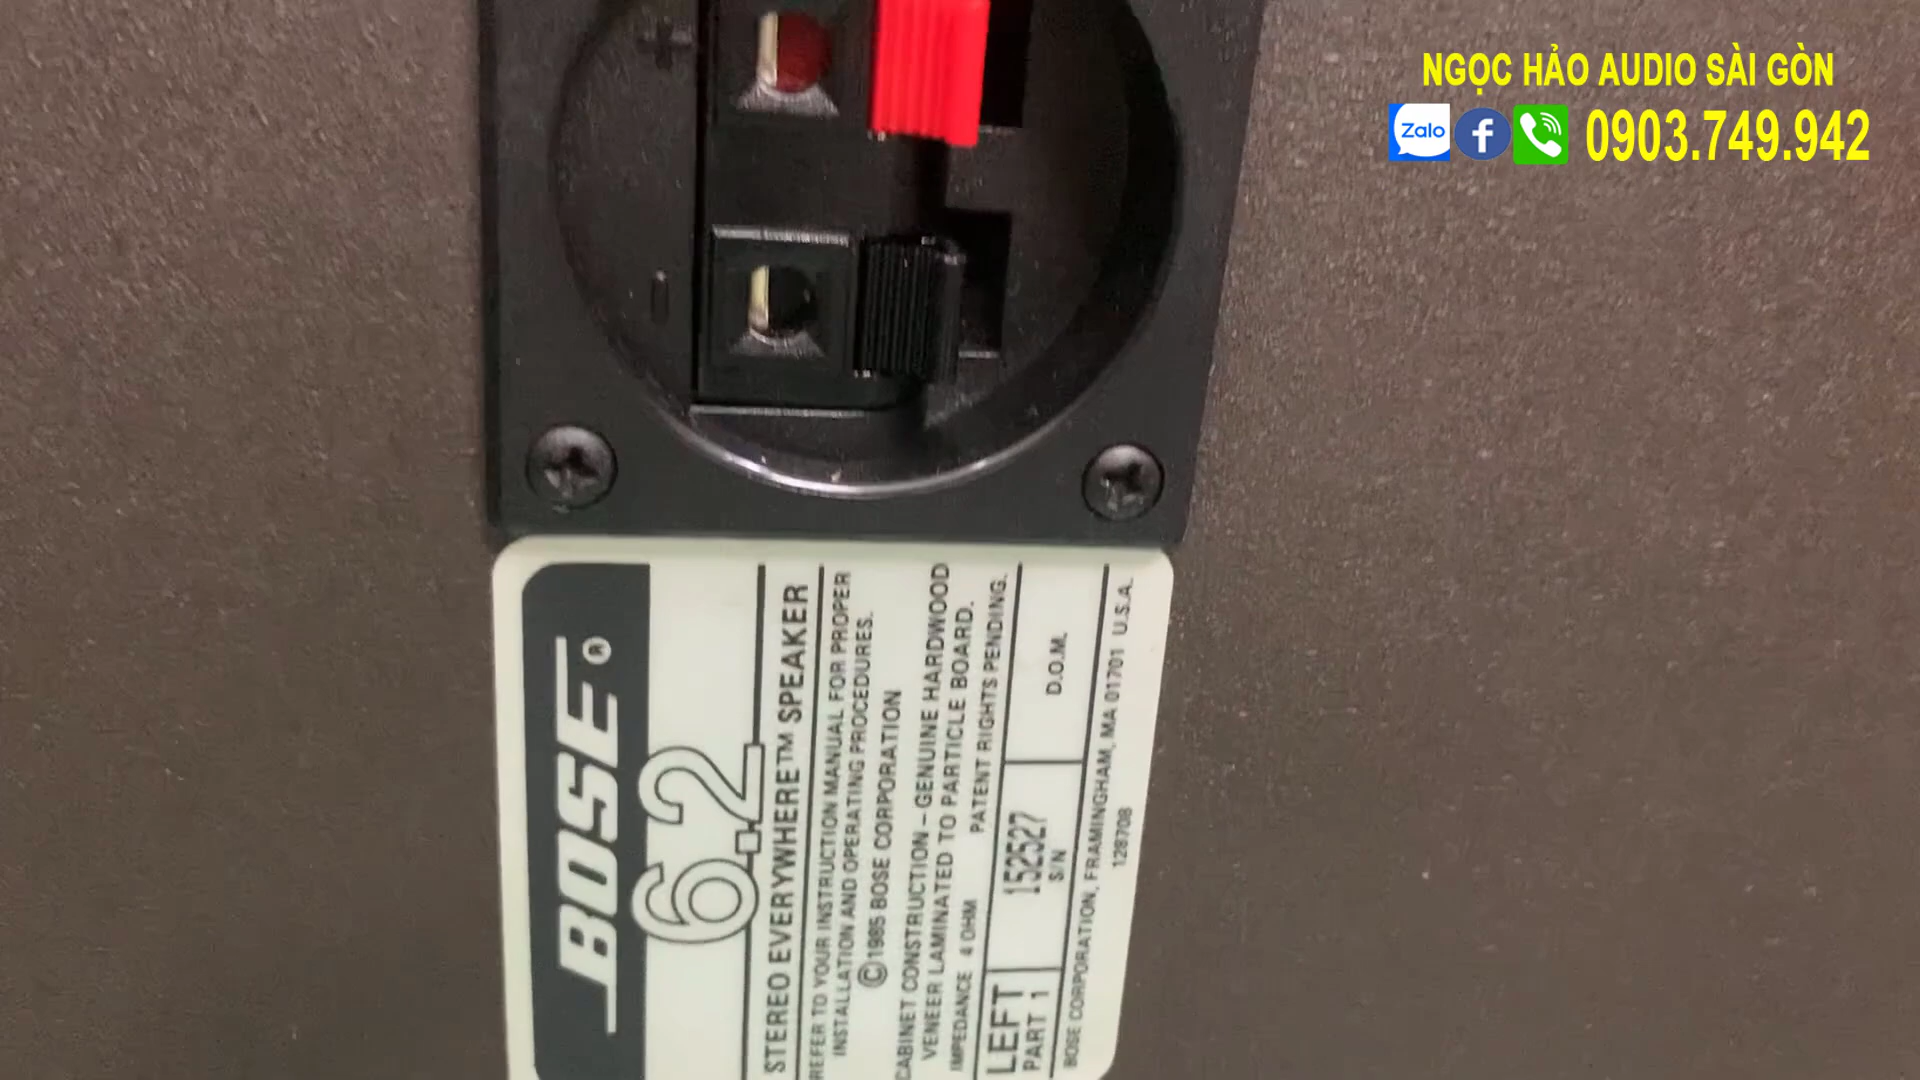 NGỌC HẢO AUDIO SÀI GÒN
Zalo f 0903.749.942
+
-
BOSE®
6.2
STEREO EVERYWHERE™ SPEAKER
REFER TO YOUR INSTRUCTION MANUAL FOR PROPER
INSTALLATION AND OPERATING PROCEDURES.
©1985 BOSE CORPORATION
CABINET CONSTRUCTION – GENUINE HARDWOOD
VENEER LAMINATED TO PARTICLE BOARD.
IMPEDANCE 4 OHM PATENT RIGHTS PENDING.
LEFT 152527
PART 1 S/N D.O.M.
BOSE CORPORATION, FRAMINGHAM, MA 01701 U.S.A.
128708